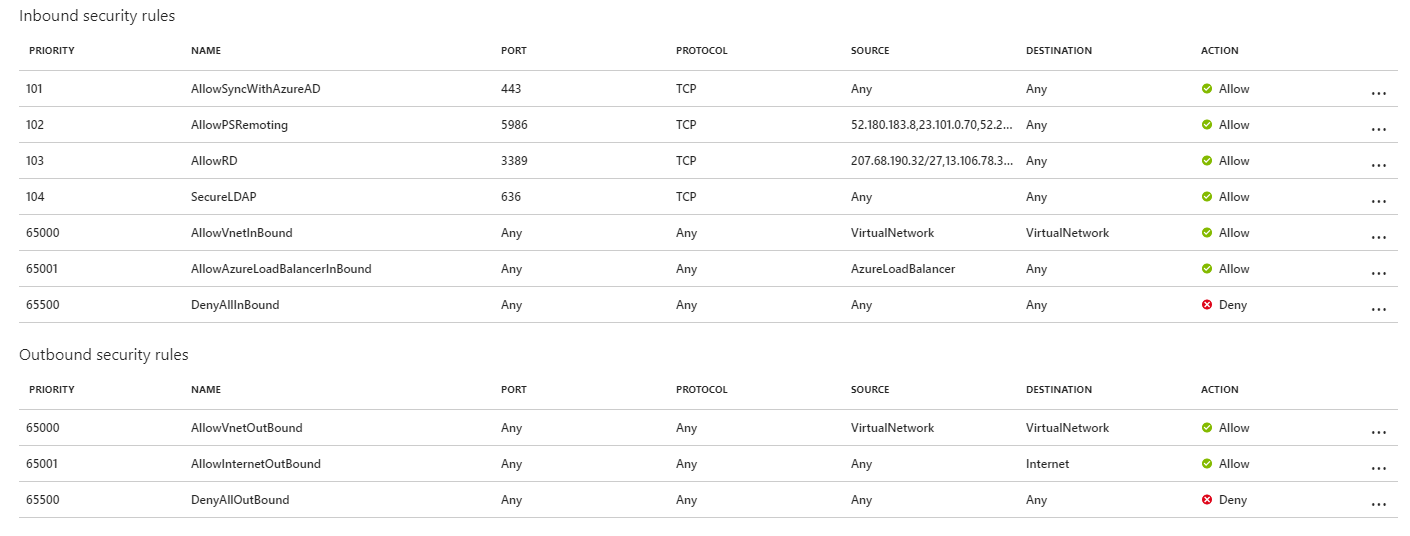 Inbound security rules
PRIORITY NAME PORT PROTOCOL SOURCE DESTINATION ACTION
101 AllowSyncWithAzureAD 443 TCP Any Any Allow ...
102 AllowPSRemoting 5986 TCP 52.180.183.8,23.101.0.70,52.2... Any Allow ...
103 AllowRD 3389 TCP 207.68.190.32/27,13.106.78.3... Any Allow ...
104 SecureLDAP 636 TCP Any Any Allow ...
65000 AllowVnetInBound Any Any VirtualNetwork VirtualNetwork Allow ...
65001 AllowAzureLoadBalancerInBound Any Any AzureLoadBalancer Any Allow ...
65500 DenyAllInBound Any Any Any Any Deny ...
Outbound security rules
PRIORITY NAME PORT PROTOCOL SOURCE DESTINATION ACTION
65000 AllowVnetOutBound Any Any VirtualNetwork VirtualNetwork Allow ...
65001 AllowInternetOutBound Any Any Any Internet Allow ...
65500 DenyAllOutBound Any Any Any Any Deny ...